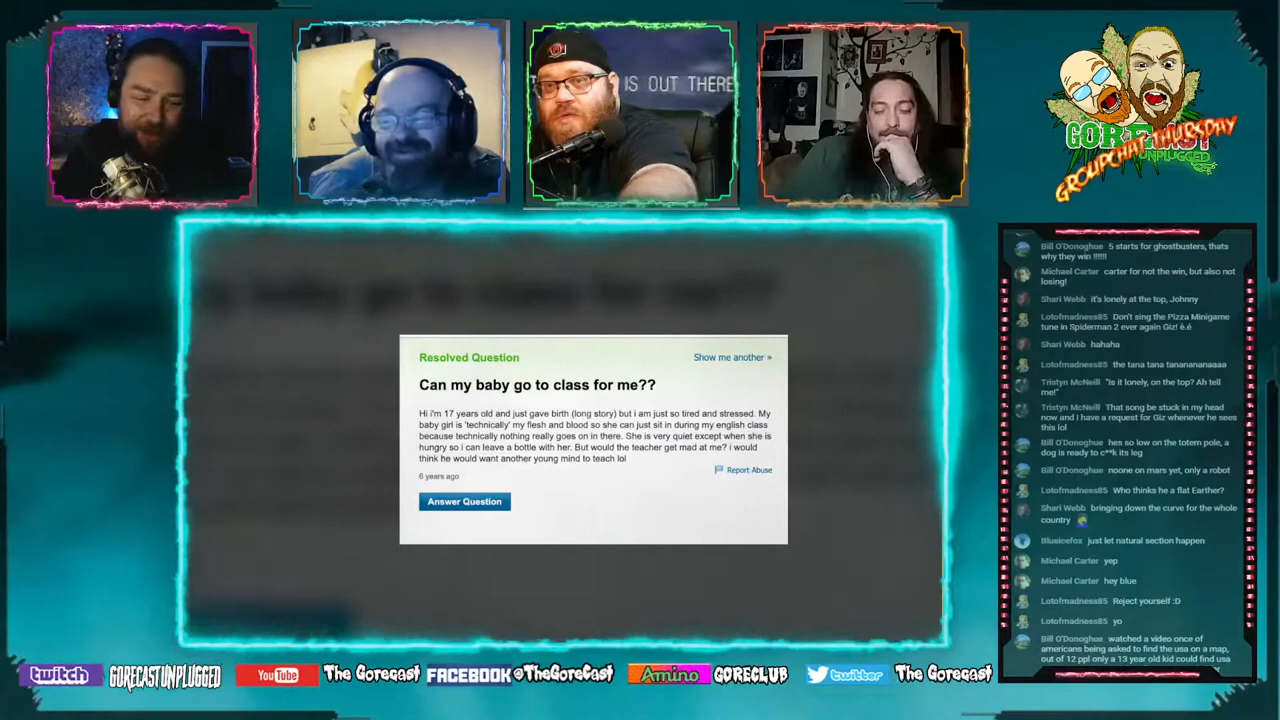 IS OUT THERE
GORECAST
UNPLUGGED
GROUPCHAT THURSDAY
Resolved Question
Show me another »
Can my baby go to class for me??
Hi i'm 17 years old and just gave birth (long story) but i am just so tired and stressed. My
baby girl is 'technically' my flesh and blood so she can just sit in during my english class
because technically nothing really goes on in there. She is very quiet except when she is
hungry so i can leave a bottle with her. But would the teacher get mad at me? i would
think he would want another young mind to teach lol
Report Abuse
6 years ago
Answer Question
Bill O'Donoghue 5 starts for ghostbusters, thats
why they win !!!!!!
Michael Carter carter for not the win, but also not
losing!
Shari Webb it's lonely at the top, Johnny
Lotofmadness85 Don't sing the Pizza Minigame
tune in Spiderman 2 ever again Giz! è.é
Shari Webb hahaha
Lotofmadness85 the tana tana tanananananaaaa
Tristyn McNeill "Is it lonely, on the top? Ah tell
me!"
Tristyn McNeill That song be stuck in my head
now and I have a request for Giz whenever he sees
this lol
Bill O'Donoghue hes so low on the totem pole, a
dog is ready to c**k its leg
Bill O'Donoghue noone on mars yet, only a robot
Lotofmadness85 Who thinks he a flat Earther?
Shari Webb bringing down the curve for the whole
country
Blueicefox just let natural section happen
Michael Carter yep
Michael Carter hey blue
Lotofmadness85 Reject yourself :D
Lotofmadness85 yo
Bill O'Donoghue watched a video once of
americans being asked to find the usa on a map,
out of 12 ppl only a 13 year old kid could find usa
twitch GORECASTUNPLUGGED YouTube The Gorecast FACEBOOK @TheGoreCast Amino GORECLUB twitter The Gorecast